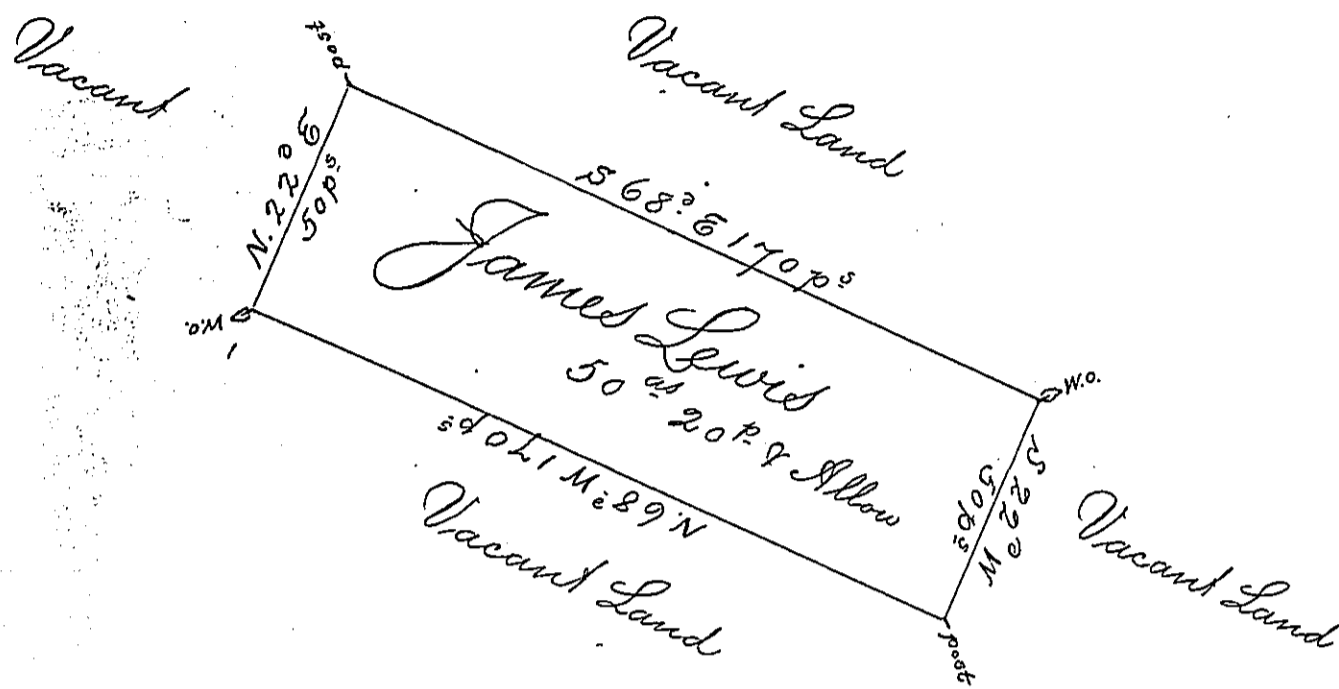 Vacant
post
Vacant Land
N. 22° E
50 ps
S 68° E 170 ps
W.O.
1
James Lewis
50 as 20 p & Allow
W.O.
S 22° W
50 ps
N. 68° W 170 ps
Vacant Land
Vacant Land
post